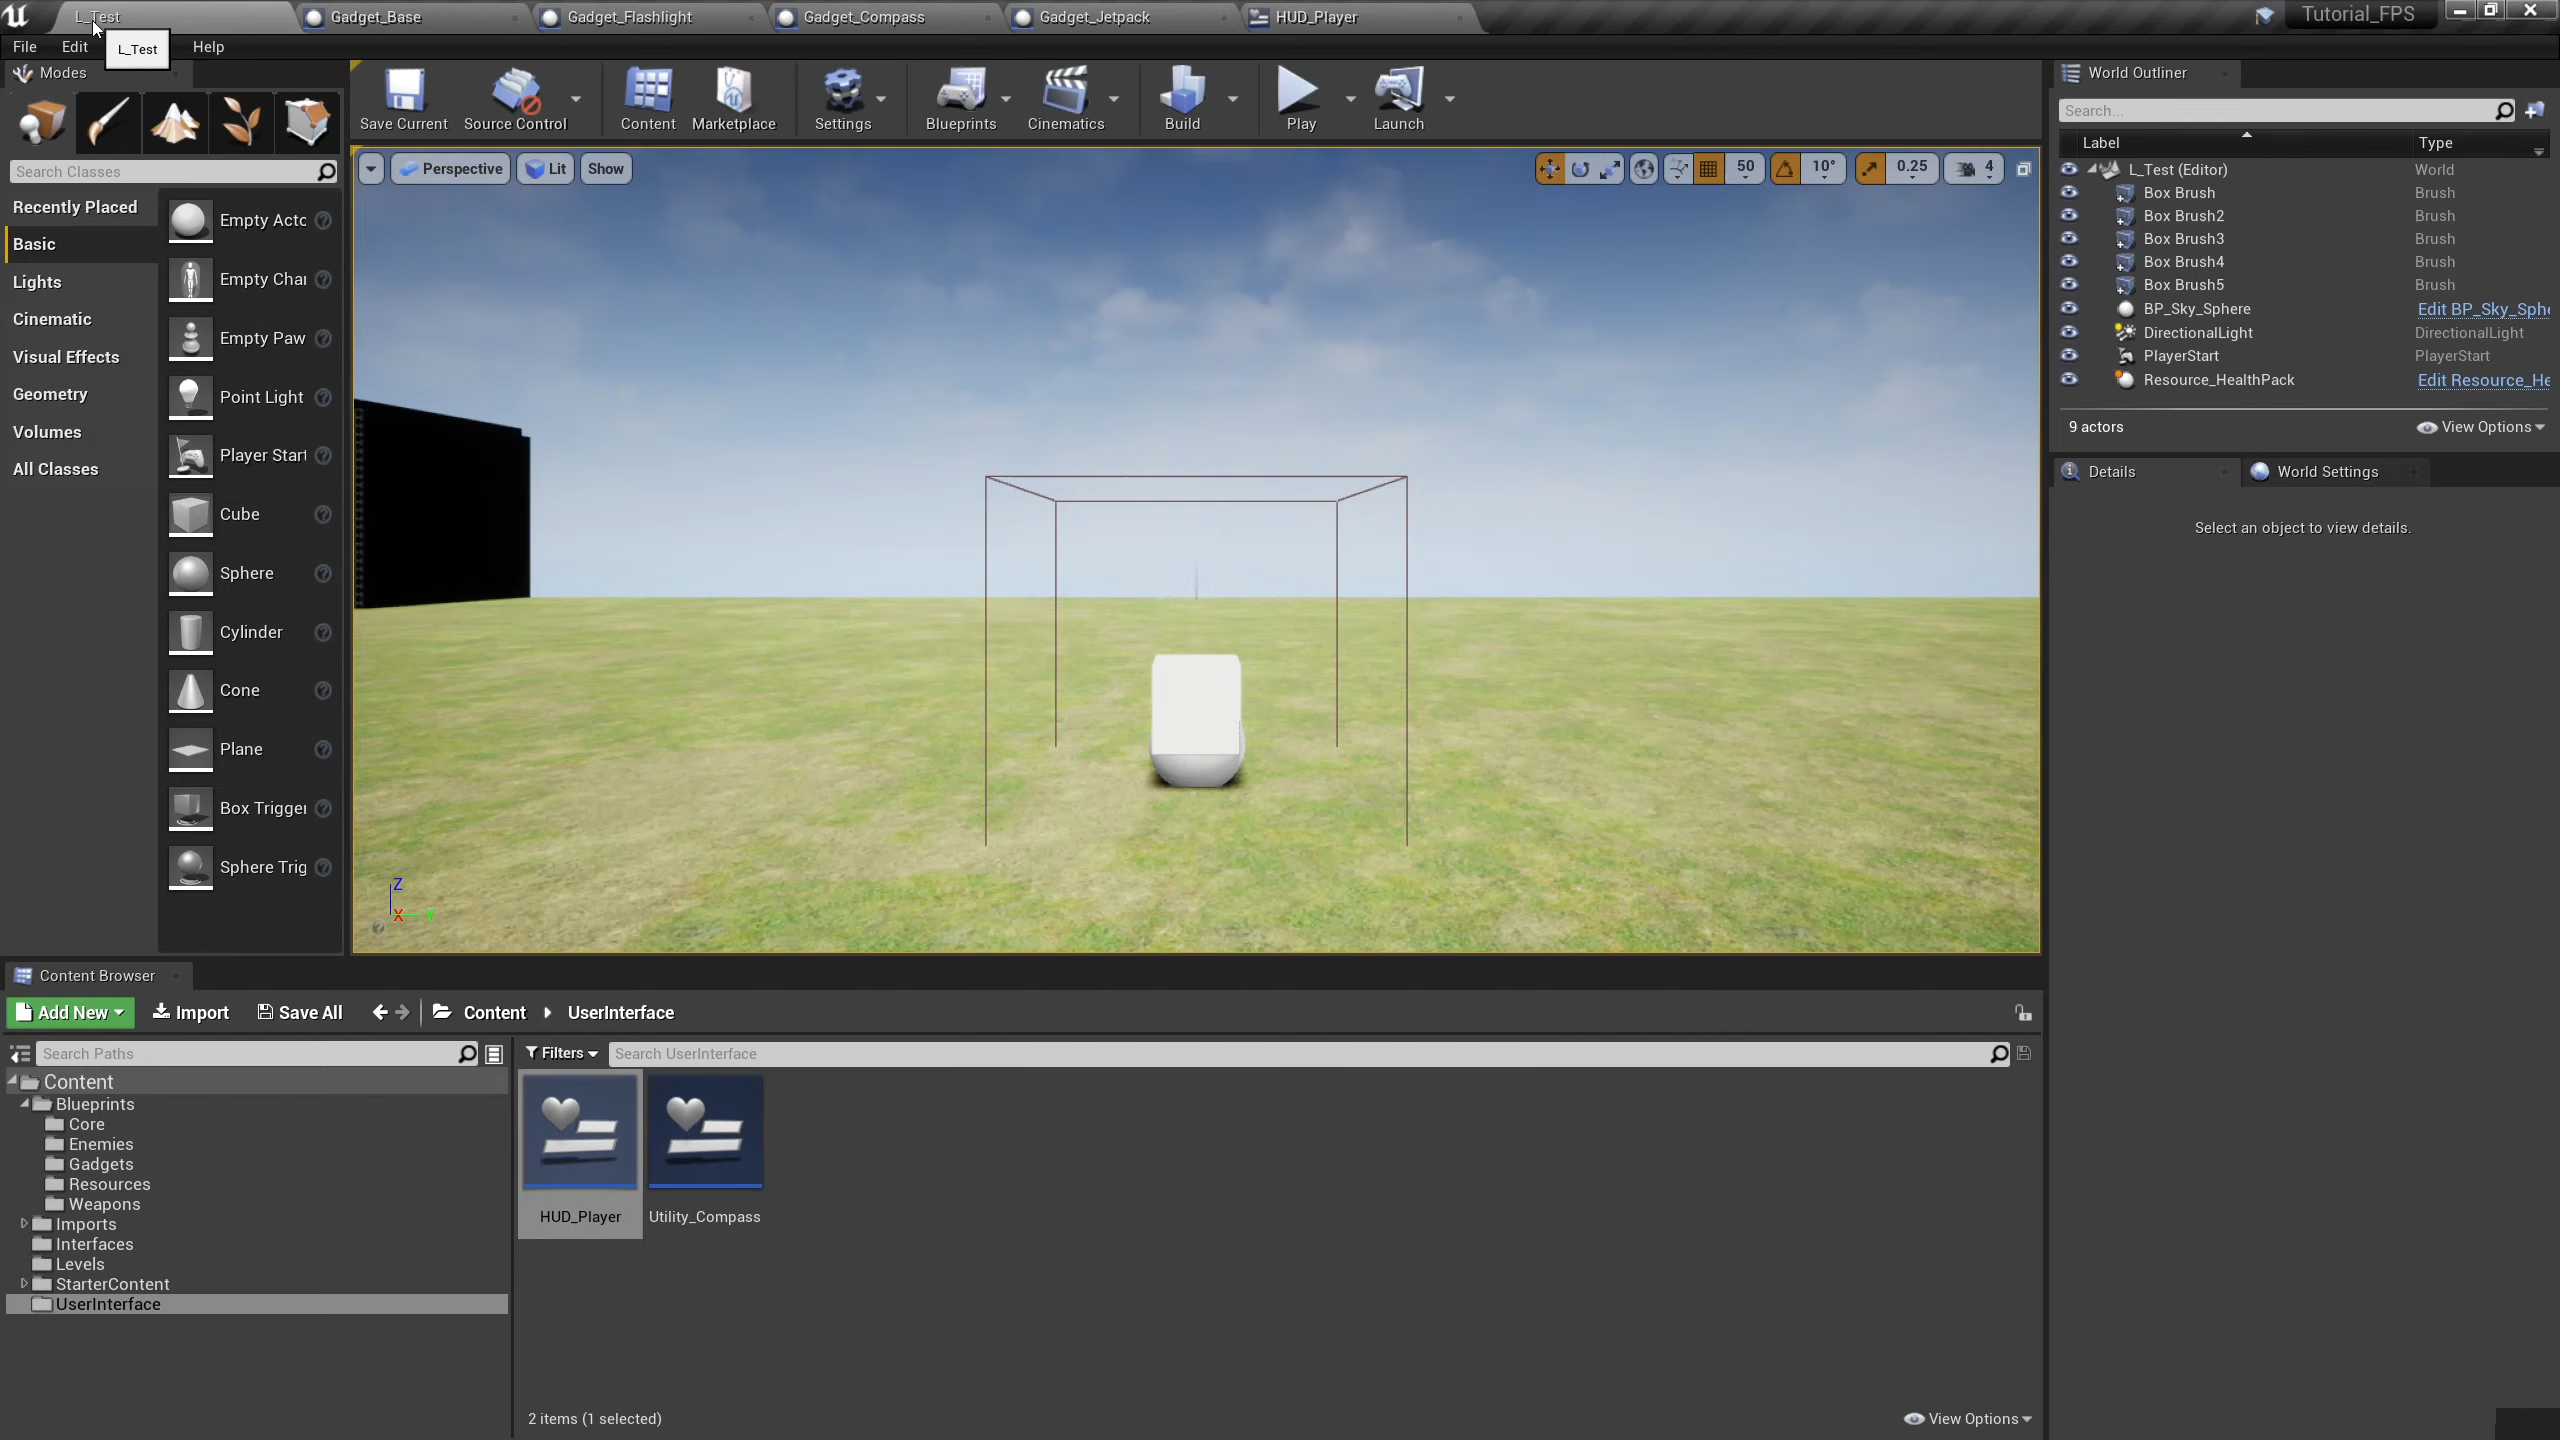 L_Test
Gadget_Base
Gadget_Flashlight
Gadget_Compass
Gadget_Jetpack
HUD_Player
Tutorial_FPS
File
Edit
L_Test
Help
Modes
Search Classes
Recently Placed
Basic
Lights
Cinematic
Visual Effects
Geometry
Volumes
All Classes
Empty Acto
Empty Char
Empty Paw
Point Light
Player Start
Cube
Sphere
Cylinder
Cone
Plane
Box Trigger
Sphere Trig
Save Current
Source Control
Content
Marketplace
Settings
Blueprints
Cinematics
Build
Play
Launch
Perspective
Lit
Show
50
10°
0.25
4
Z
X
Y
World Outliner
Search...
Label
Type
L_Test (Editor)
World
Box Brush
Brush
Box Brush2
Brush
Box Brush3
Brush
Box Brush4
Brush
Box Brush5
Brush
BP_Sky_Sphere
Edit BP_Sky_Sphe
DirectionalLight
DirectionalLight
PlayerStart
PlayerStart
Resource_HealthPack
Edit Resource_He
9 actors
View Options
Details
World Settings
Select an object to view details.
Content Browser
Add New
Import
Save All
Content
UserInterface
Search Paths
Filters
Search UserInterface
Content
Blueprints
Core
Enemies
Gadgets
Resources
Weapons
Imports
Interfaces
Levels
StarterContent
UserInterface
HUD_Player
Utility_Compass
2 items (1 selected)
View Options